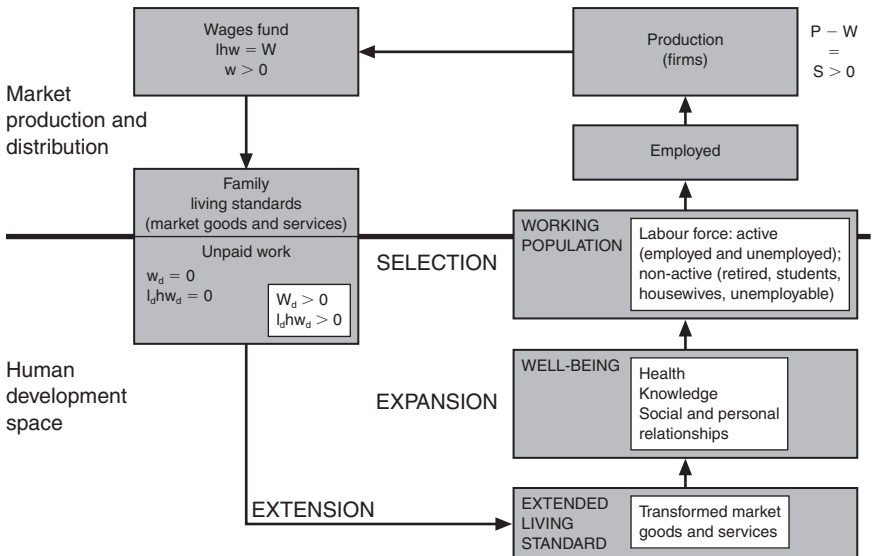 Wages fund
lhw = W
w > 0
Production
(firms)
P – W
=
S > 0
Market
production and
distribution
Employed
Family
living standards
(market goods and services)
Unpaid work
w_d = 0
l_dhw_d = 0
W_d > 0
l_dhw_d > 0
SELECTION
WORKING
POPULATION
Labour force: active
(employed and unemployed);
non-active (retired, students,
housewives, unemployable)
Human
development
space
EXPANSION
WELL-BEING
Health
Knowledge
Social and personal
relationships
EXTENSION
EXTENDED
LIVING
STANDARD
Transformed market
goods and services